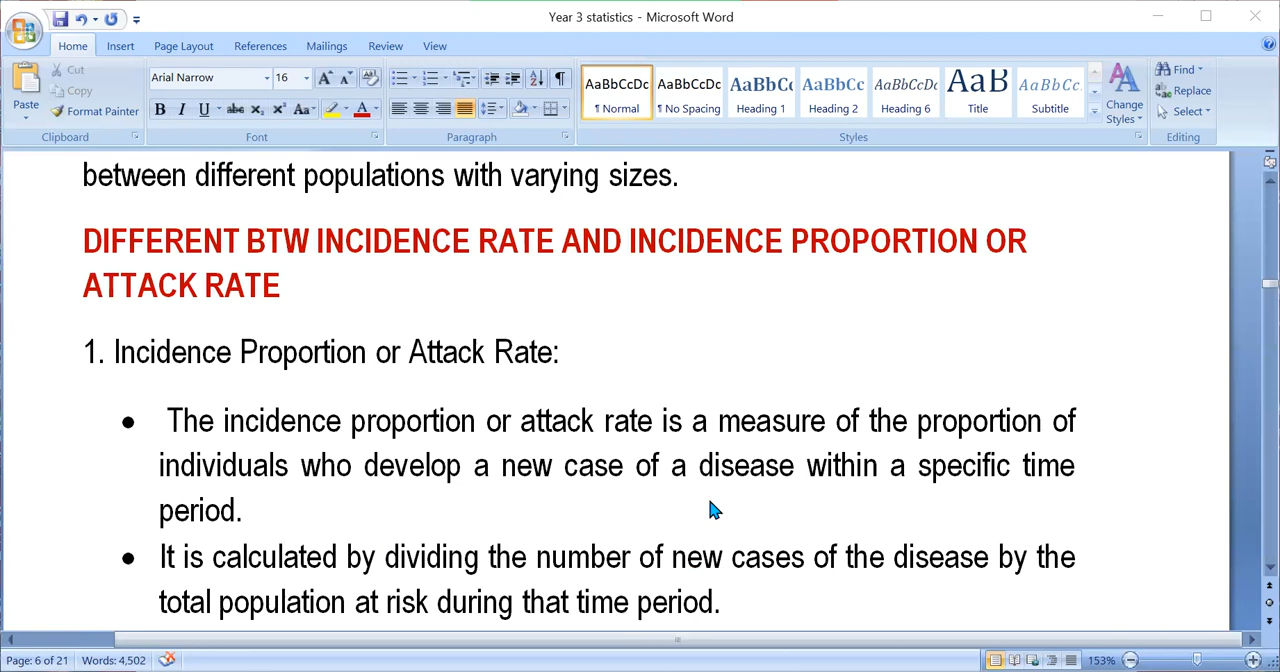 Year 3 statistics - Microsoft Word
Home Insert Page Layout References Mailings Review View
Paste
Cut
Copy
Format Painter
Clipboard
Arial Narrow 16
Font
Paragraph
AaBbCcDc AaBbCcDc AaBbCc AaBbCc AaBbCcDc AaB AaBbCc.
¶ Normal ¶ No Spacing Heading 1 Heading 2 Heading 6 Title Subtitle
Change Styles
Styles
Find
Replace
Select
Editing
between different populations with varying sizes.
DIFFERENT BTW INCIDENCE RATE AND INCIDENCE PROPORTION OR
ATTACK RATE
1. Incidence Proportion or Attack Rate:
• The incidence proportion or attack rate is a measure of the proportion of
individuals who develop a new case of a disease within a specific time
period.
• It is calculated by dividing the number of new cases of the disease by the
total population at risk during that time period.
Page: 6 of 21 Words: 4,502 153%